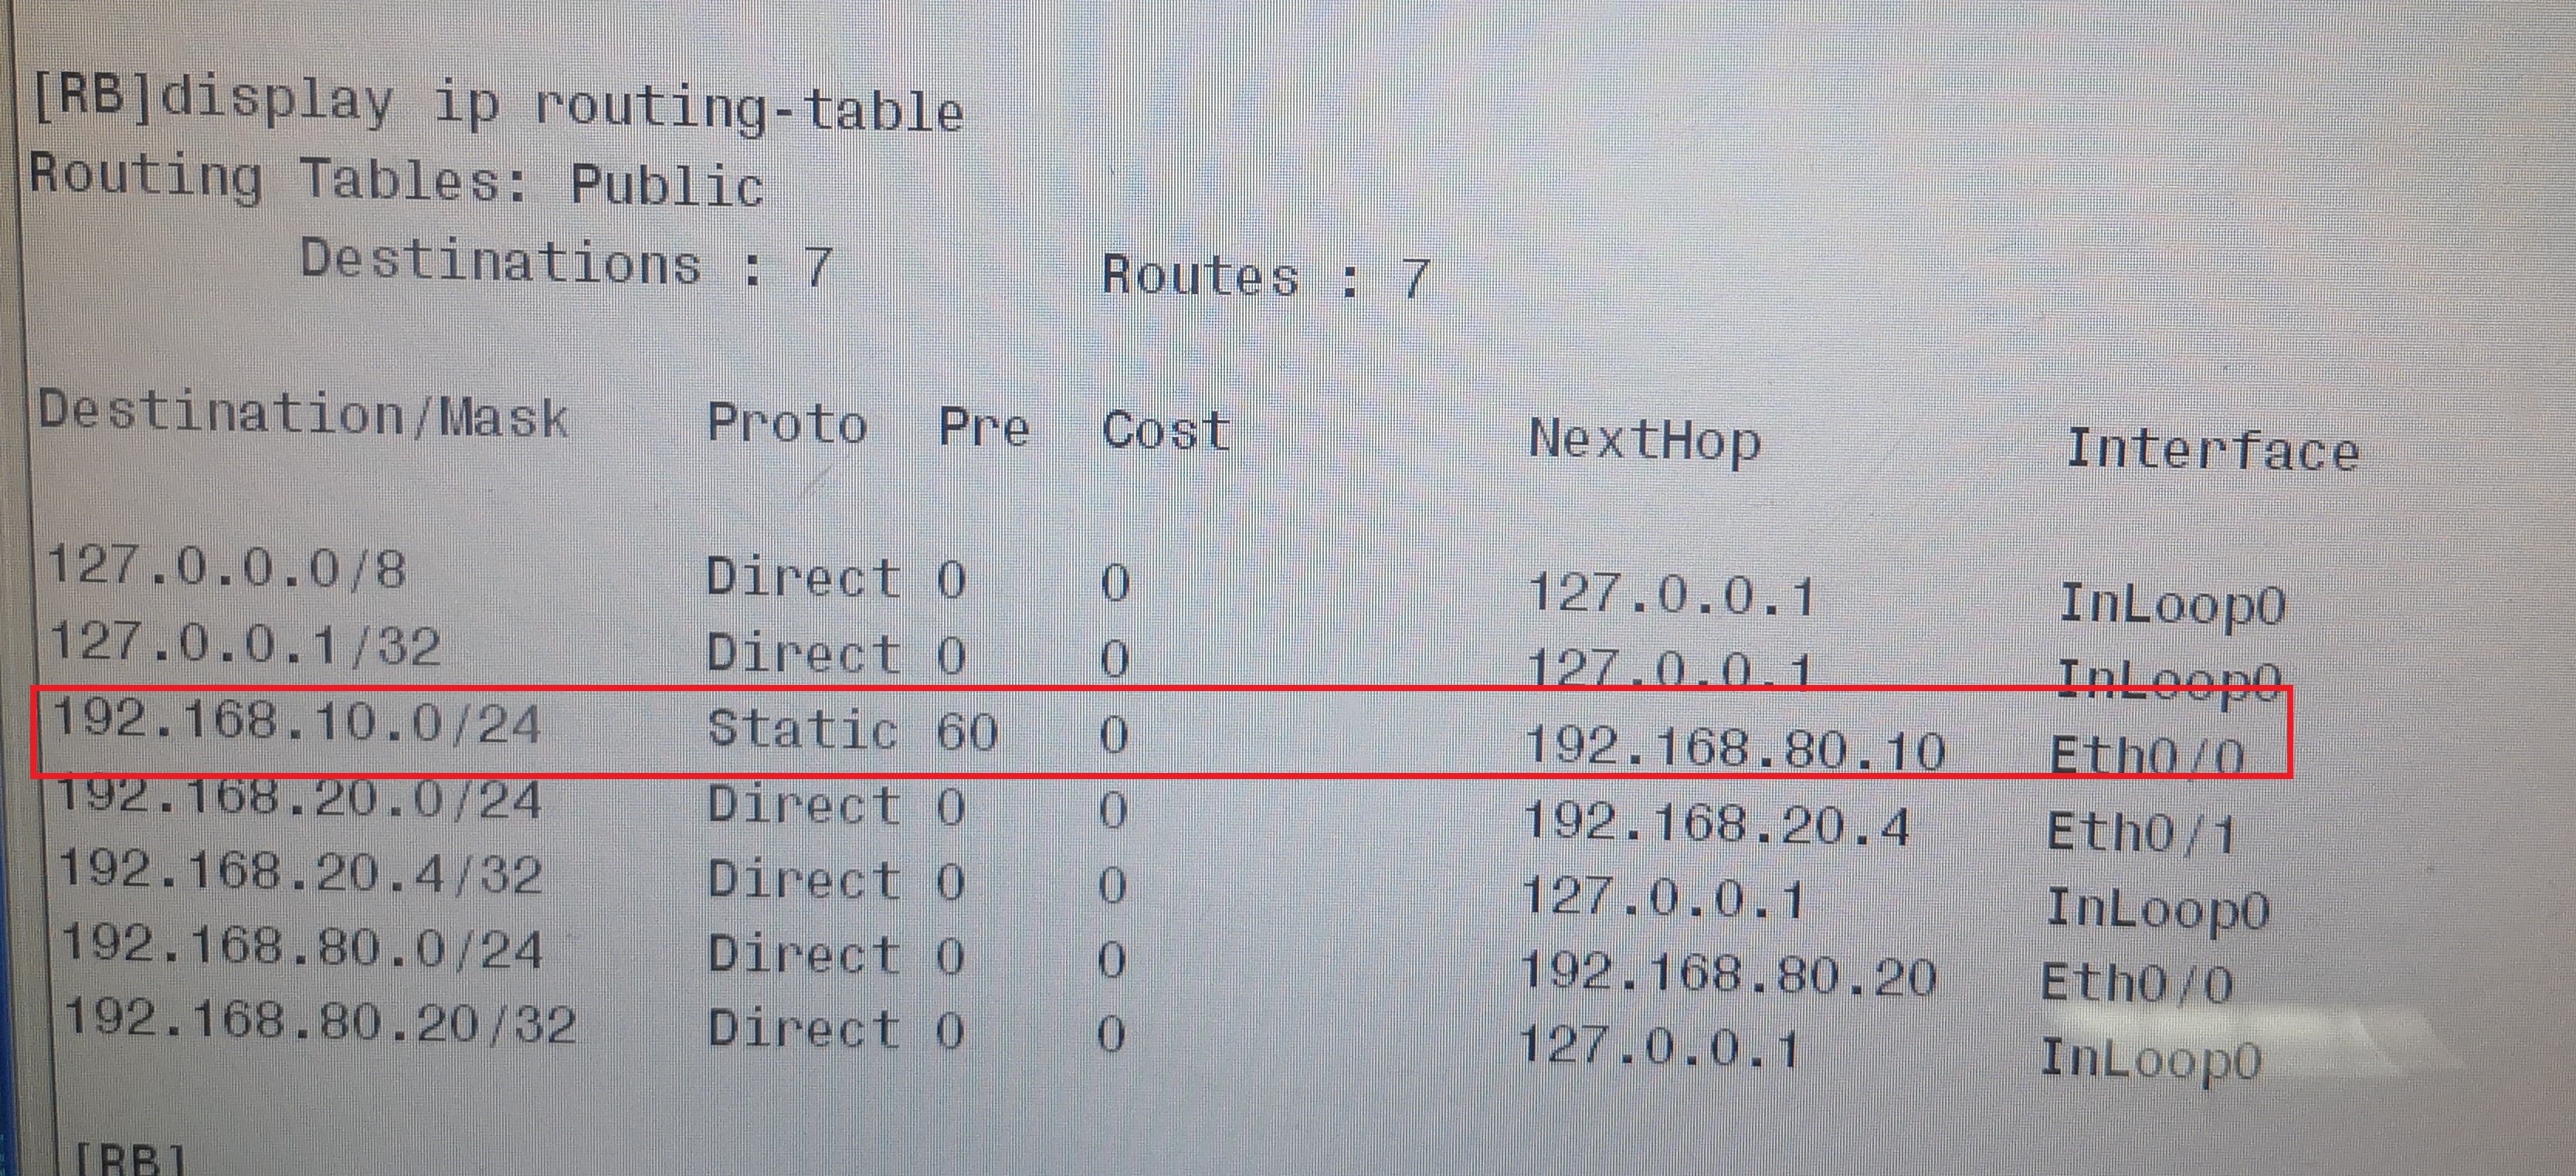 [RB]display ip routing-table
Routing Tables: Public
Destinations : 7 Routes : 7
Destination/Mask Proto Pre Cost NextHop Interface
127.0.0.0/8 Direct 0 0 127.0.0.1 InLoop0
127.0.0.1/32 Direct 0 0 127.0.0.1 InLoop0
192.168.10.0/24 Static 60 0 192.168.80.10 Eth0/0
192.168.20.0/24 Direct 0 0 192.168.20.4 Eth0/1
192.168.20.4/32 Direct 0 0 127.0.0.1 InLoop0
192.168.80.0/24 Direct 0 0 192.168.80.20 Eth0/0
192.168.80.20/32 Direct 0 0 127.0.0.1 InLoop0
[RB]